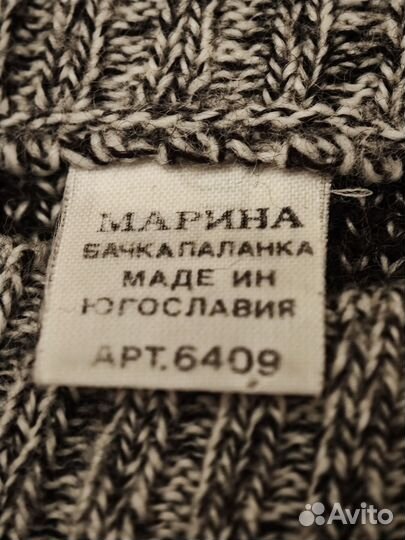 МАРИНА
БАЧКАПАЛАНКА
МАДЕ ИН
ЮГОСЛАВИЯ
АРТ.6409
Avito